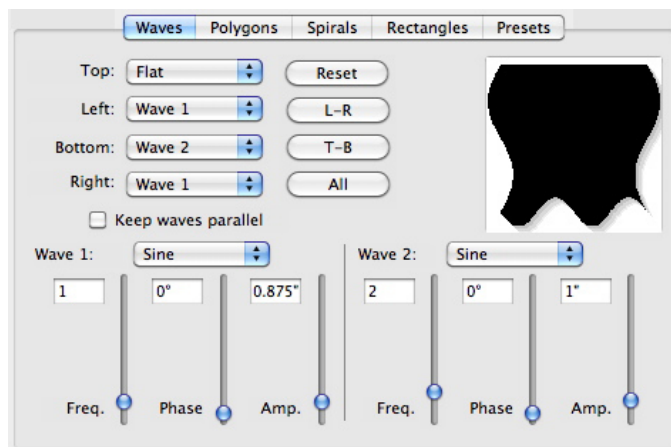 Waves Polygons Spirals Rectangles Presets
Top: Flat Reset
Left: Wave 1 L-R
Bottom: Wave 2 T-B
Right: Wave 1 All
Keep waves parallel
Wave 1: Sine Wave 2: Sine
1 0° 0.875" 2 0° 1"
Freq. Phase Amp. Freq. Phase Amp.